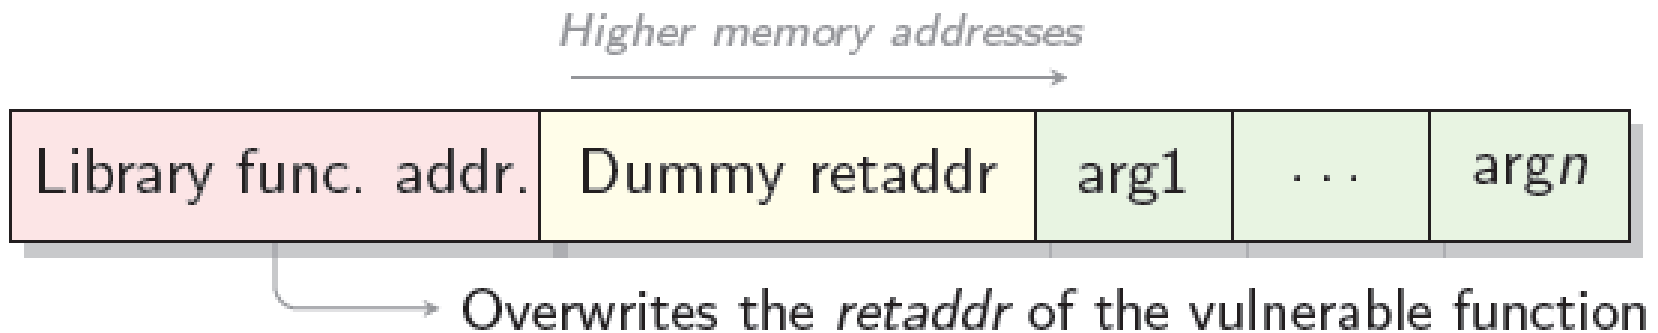 Higher memory addresses
Library func. addr. Dummy retaddr arg1 ... argn
Overwrites the retaddr of the vulnerable function